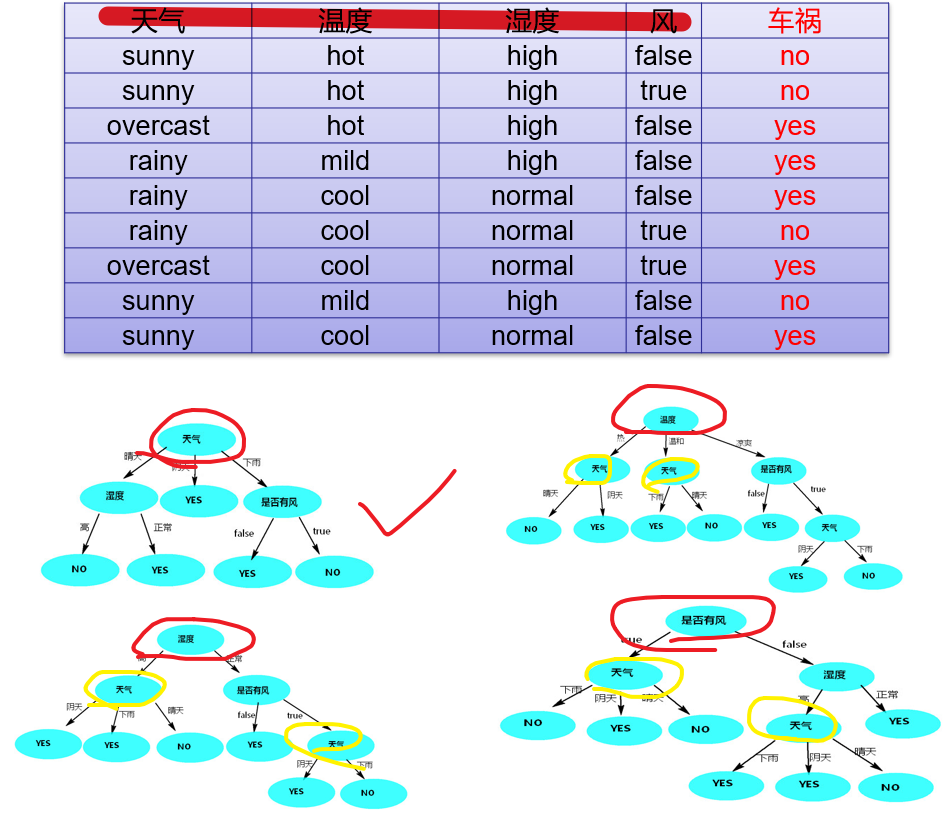 天气 温度 湿度 风 车祸
sunny hot high false no
sunny hot high true no
overcast hot high false yes
rainy mild high false yes
rainy cool normal false yes
rainy cool normal true no
overcast cool normal true yes
sunny mild high false no
sunny cool normal false yes
天气
晴天 阴天 下雨
湿度 YES 是否有风
高 正常 false true
NO YES YES NO
温度
热 温和 凉爽
天气 天气 是否有风
晴天 阴天 下雨 晴天 false true
NO YES YES NO YES 天气
阴天 下雨
YES NO
湿度
高 正常
天气 是否有风
阴天 下雨 晴天 false true
YES YES NO YES 天气
阴天 下雨
YES NO
是否有风
true false
天气 湿度
下雨 阴天 晴天 高 正常
NO YES NO 天气 YES
下雨 阴天 晴天
YES YES NO